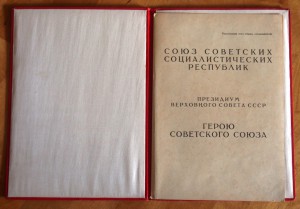 СОЮЗ СОВЕТСКИХ
СОЦИАЛИСТИЧЕСКИХ
РЕСПУБЛИК
ПРЕЗИДИУМ
ВЕРХОВНОГО СОВЕТА СССР
ГЕРОЮ
СОВЕТСКОГО СОЮЗА